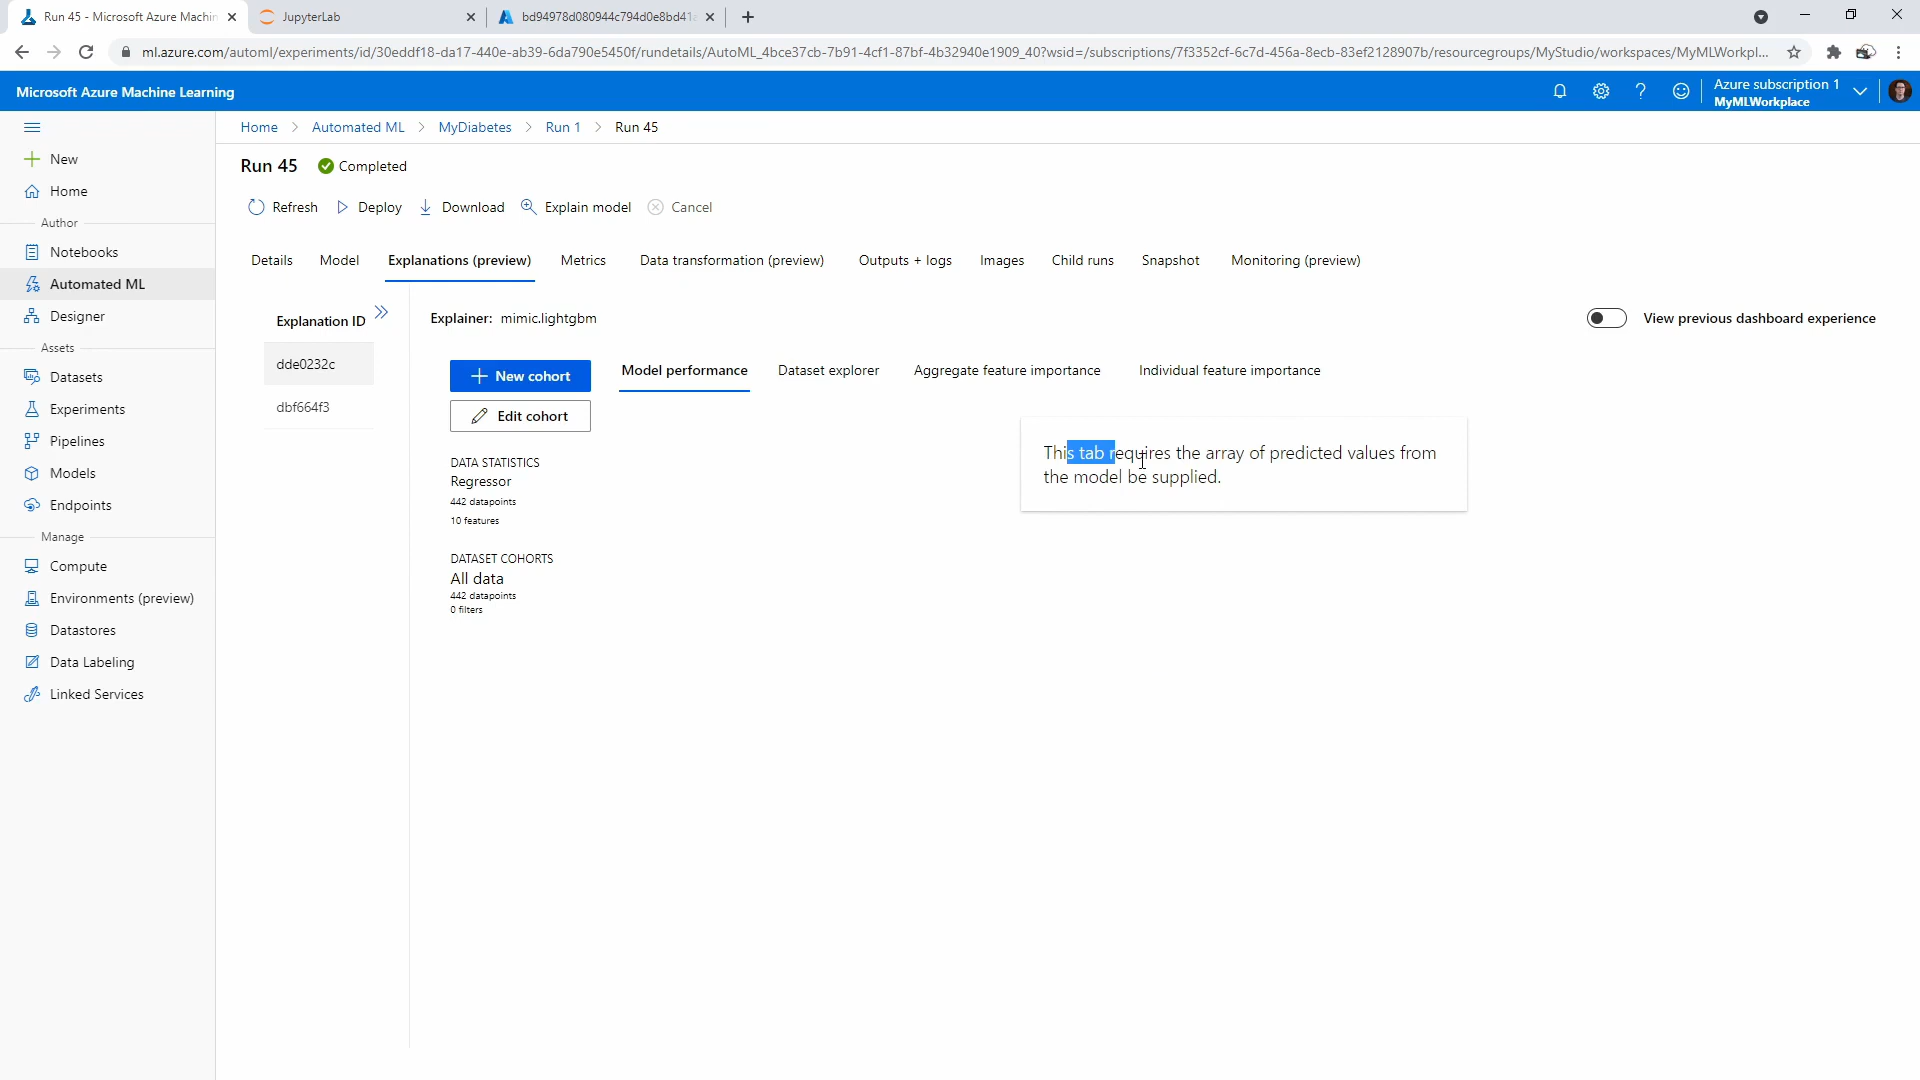 Run 45 - Microsoft Azure Machin
JupyterLab
ml.azure.com/automl/experiments/id/30eddf18-da17-440e-ab39-6da790e5450f/rundetails/AutoML_4bce37cb-7b91-4cf1-87bf-4b32940e1909_40?wsid=/subscriptions/7f3352cf-6c7d-456a-8ecb-83ef2128907b/resourcegroups/MyStudio/workspaces/MyMLWorkpl...
Microsoft Azure Machine Learning
Azure subscription 1
MyMLWorkplace
Home > Automated ML > MyDiabetes > Run 1 > Run 45
New
Home
Author
Notebooks
Automated ML
Designer
Assets
Datasets
Experiments
Pipelines
Models
Endpoints
Manage
Compute
Environments (preview)
Datastores
Data Labeling
Linked Services
Run 45 Completed
Refresh Deploy Download Explain model Cancel
Details Model Explanations (preview) Metrics Data transformation (preview) Outputs + logs Images Child runs Snapshot Monitoring (preview)
Explanation ID
dde0232c
dbf664f3
Explainer: mimic.lightgbm
View previous dashboard experience
New cohort
Edit cohort
Model performance Dataset explorer Aggregate feature importance Individual feature importance
This tab requires the array of predicted values from
the model be supplied.
DATA STATISTICS
Regressor
442 datapoints
10 features
DATASET COHORTS
All data
442 datapoints
0 filters